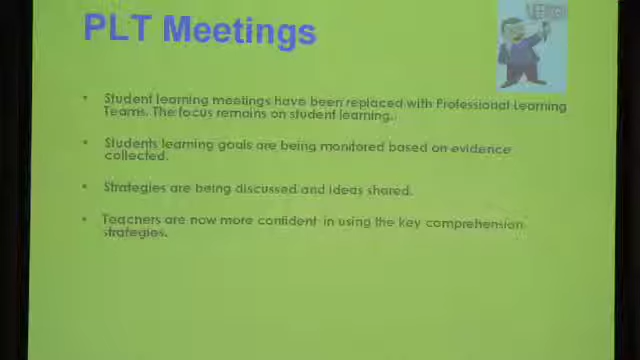 PLT Meetings
• Student learning meetings have been replaced with Professional Learning
Teams. The focus remains on student learning.
• Students learning goals are being monitored based on evidence
collected.
• Strategies are being discussed and ideas shared.
• Teachers are now more confident in using the key comprehension
strategies.